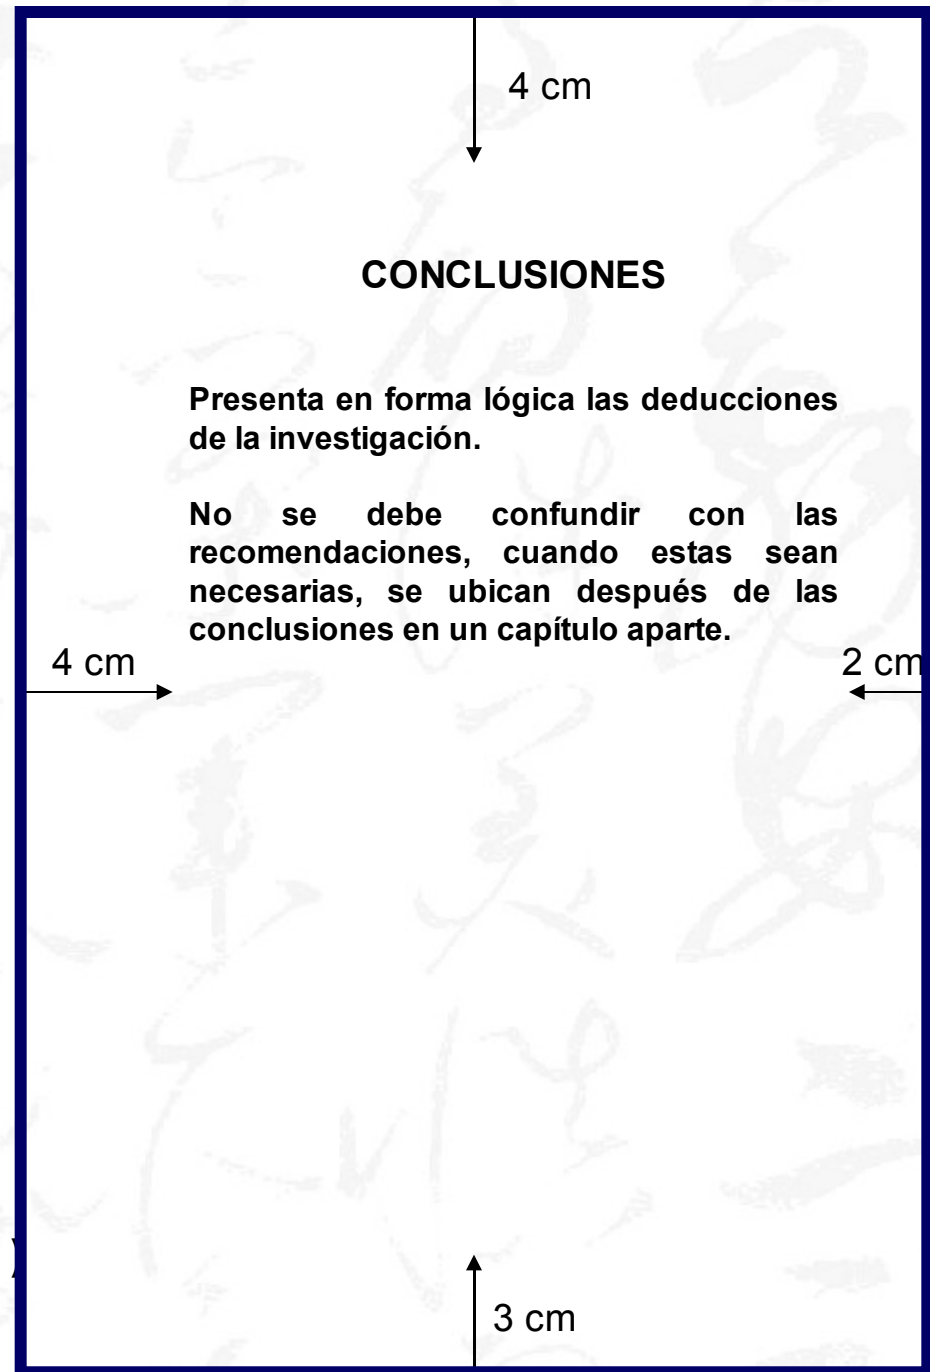 4 cm
CONCLUSIONES
Presenta en forma lógica las deducciones
de la investigación.
No se debe confundir con las
recomendaciones, cuando estas sean
necesarias, se ubican después de las
conclusiones en un capítulo aparte.
4 cm
2 cm
3 cm